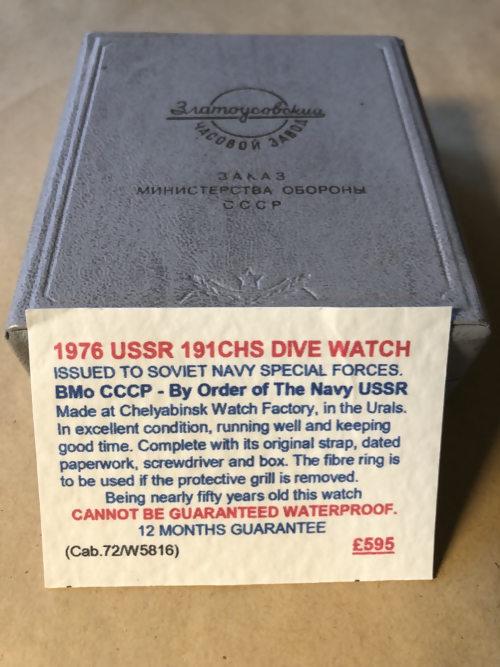 Златоусовский
ЧАСОВОЙ ЗАВОД
ЗАКАЗ
МИНИСТЕРСТВА ОБОРОНЫ
СССР
1976 USSR 191CHS DIVE WATCH
ISSUED TO SOVIET NAVY SPECIAL FORCES.
BMo CCCP - By Order of The Navy USSR
Made at Chelyabinsk Watch Factory, in the Urals.
In excellent condition, running well and keeping
good time. Complete with its original strap, dated
paperwork, screwdriver and box. The fibre ring is
to be used if the protective grill is removed.
Being nearly fifty years old this watch
CANNOT BE GUARANTEED WATERPROOF.
12 MONTHS GUARANTEE
(Cab.72/W5816) £595